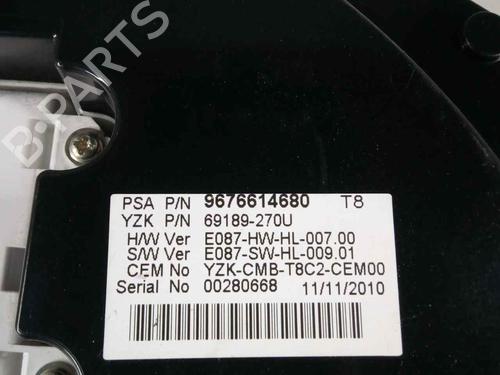 B-PARTS
PSA P/N 9676614680 T8
YZK P/N 69189-270U
H/W Ver E087-HW-HL-007.00
S/W Ver E087-SW-HL-009.01
CEM No YZK-CMB-T8C2-CEM00
Serial No 00280668 11/11/2010